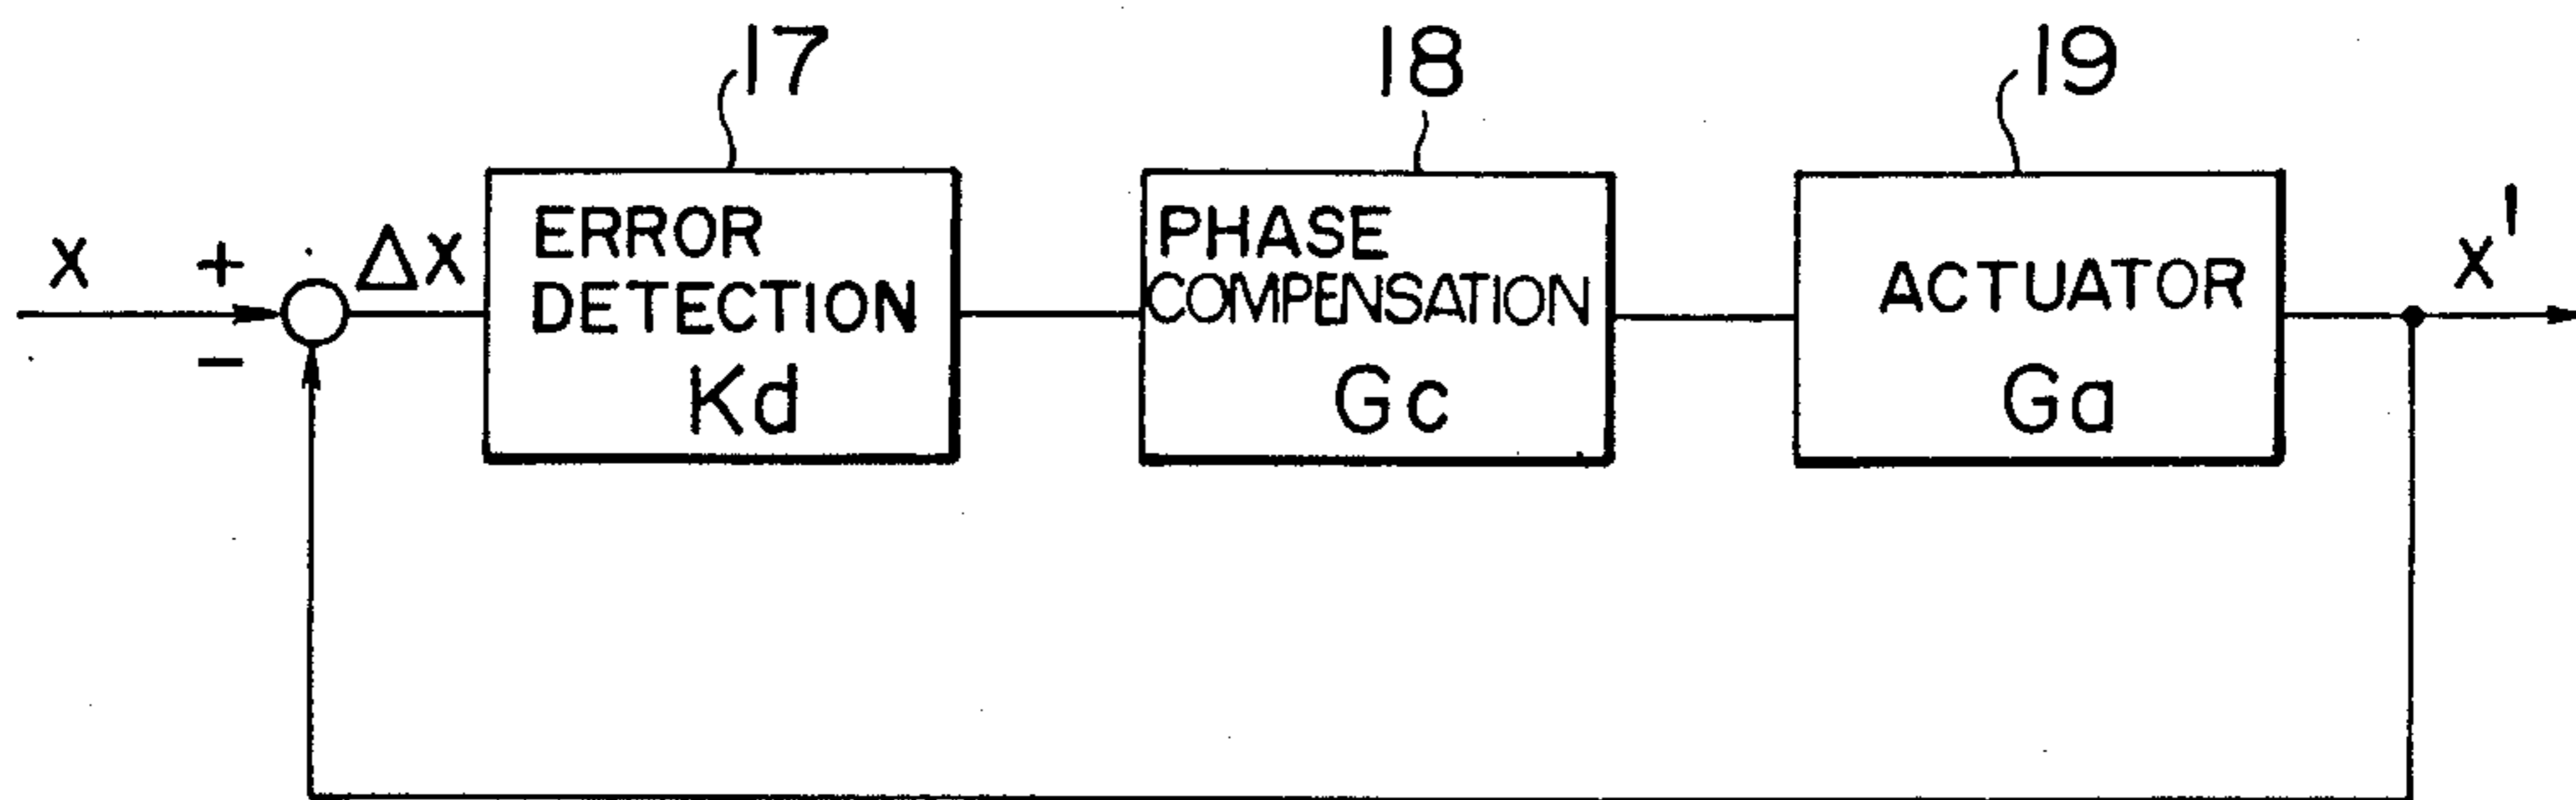 17
18
19
X
+
−
ΔX
ERROR
DETECTION
Kd
PHASE
COMPENSATION
Gc
ACTUATOR
Ga
X'